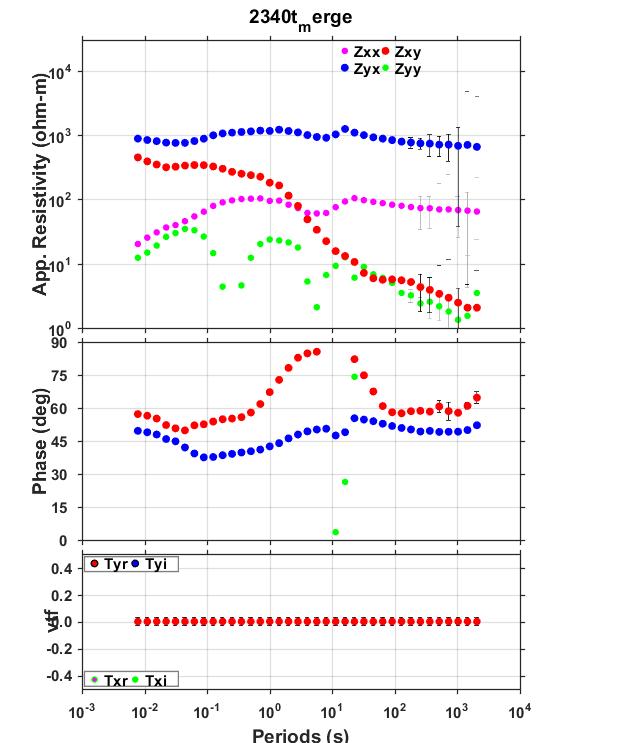 2340t_merge
Zxx Zxy
Zyx Zyy
App. Resistivity (ohm-m)
10^4
10^3
10^2
10^1
10^0
Phase (deg)
90
75
60
45
30
15
0
Tyr Tyi
vtf
0.4
0.2
0.0
-0.2
-0.4
Txr Txi
10^-3 10^-2 10^-1 10^0 10^1 10^2 10^3 10^4
Periods (s)